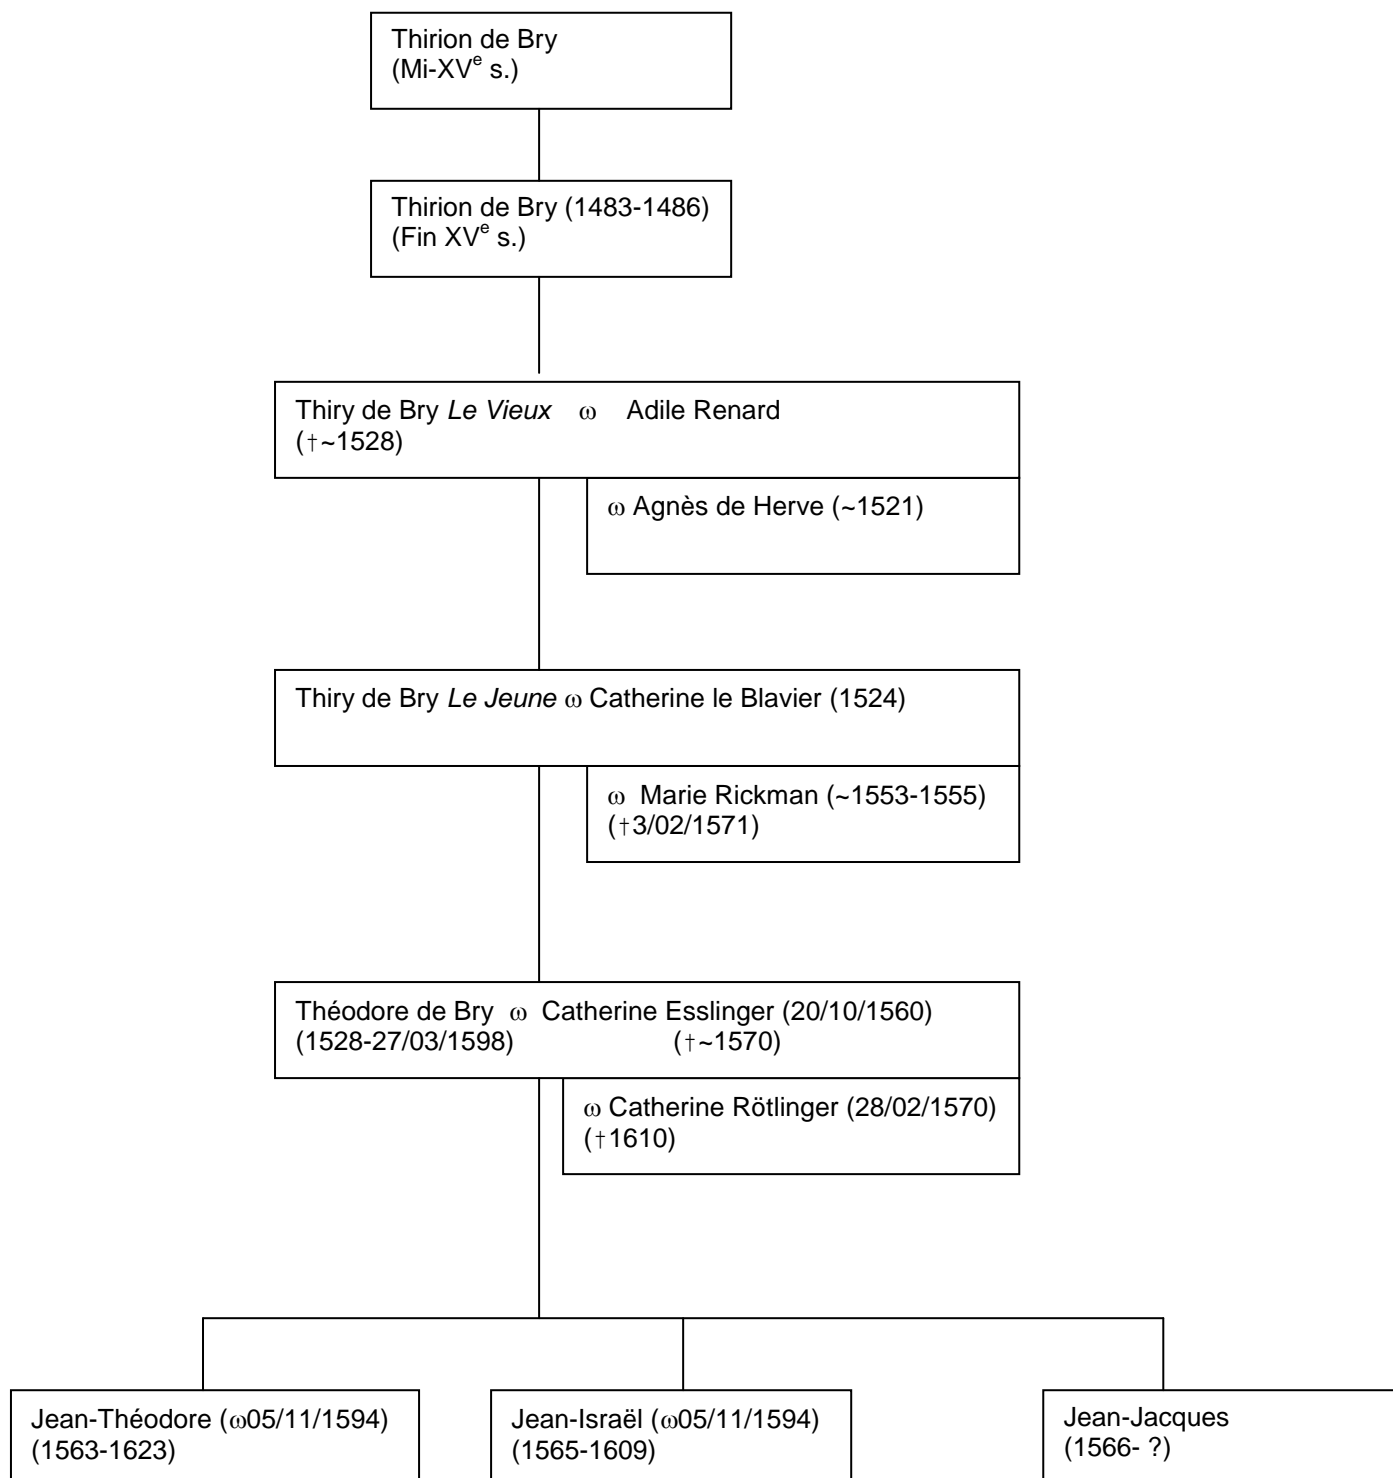 Thirion de Bry
(Mi-XVe s.)
Thirion de Bry (1483-1486)
(Fin XVe s.)
Thiry de Bry Le Vieux ω Adile Renard
(†~1528)
ω Agnès de Herve (~1521)
Thiry de Bry Le Jeune ω Catherine le Blavier (1524)
ω Marie Rickman (~1553-1555)
(†3/02/1571)
Théodore de Bry ω Catherine Esslinger (20/10/1560)
(1528-27/03/1598) (†~1570)
ω Catherine Rötlinger (28/02/1570)
(†1610)
Jean-Théodore (ω05/11/1594)
(1563-1623)
Jean-Israël (ω05/11/1594)
(1565-1609)
Jean-Jacques
(1566- ?)